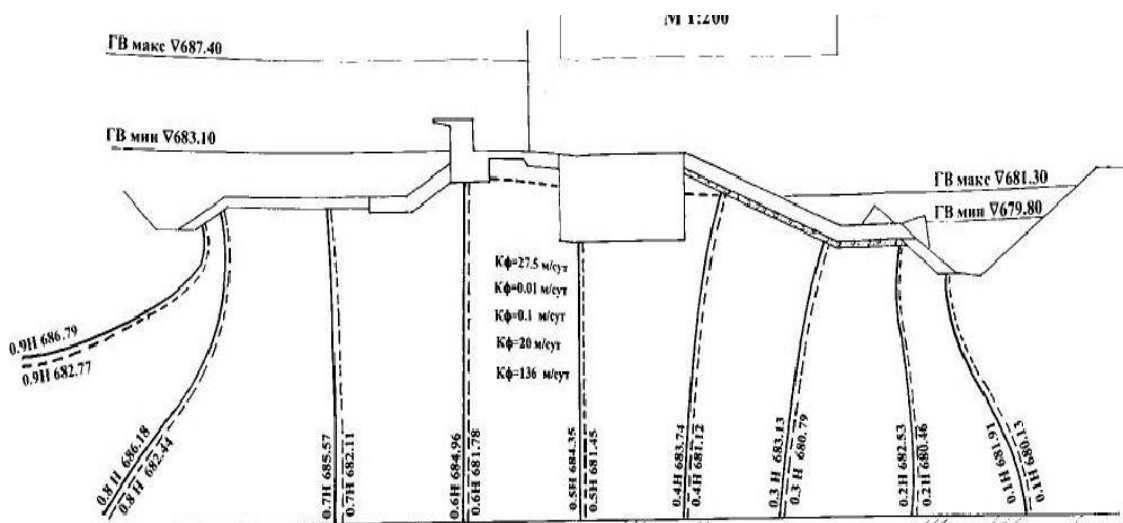 М 1:200
ГВ макс ∇687.40
ГВ мин ∇683.10
ГВ макс ∇681.30
ГВ мин ∇679.80
Кф=27.5 м/сут
Кф=0.01 м/сут
Кф=0.1 м/сут
Кф=20 м/сут
Кф=136 м/сут
0.9Н 686.79
0.9Н 682.77
0.8 Н 686.18
0.8 Н 682.44
0.7Н 685.57
0.7Н 682.11
0.6Н 684.96
0.6Н 681.78
0.5Н 684.35
0.5Н 681.45
0.4Н 683.74
0.4Н 681.12
0.3 Н 683.13
0.3 Н 680.79
0.2Н 682.53
0.2Н 680.46
0.1Н 681.91
0.1Н 680.13